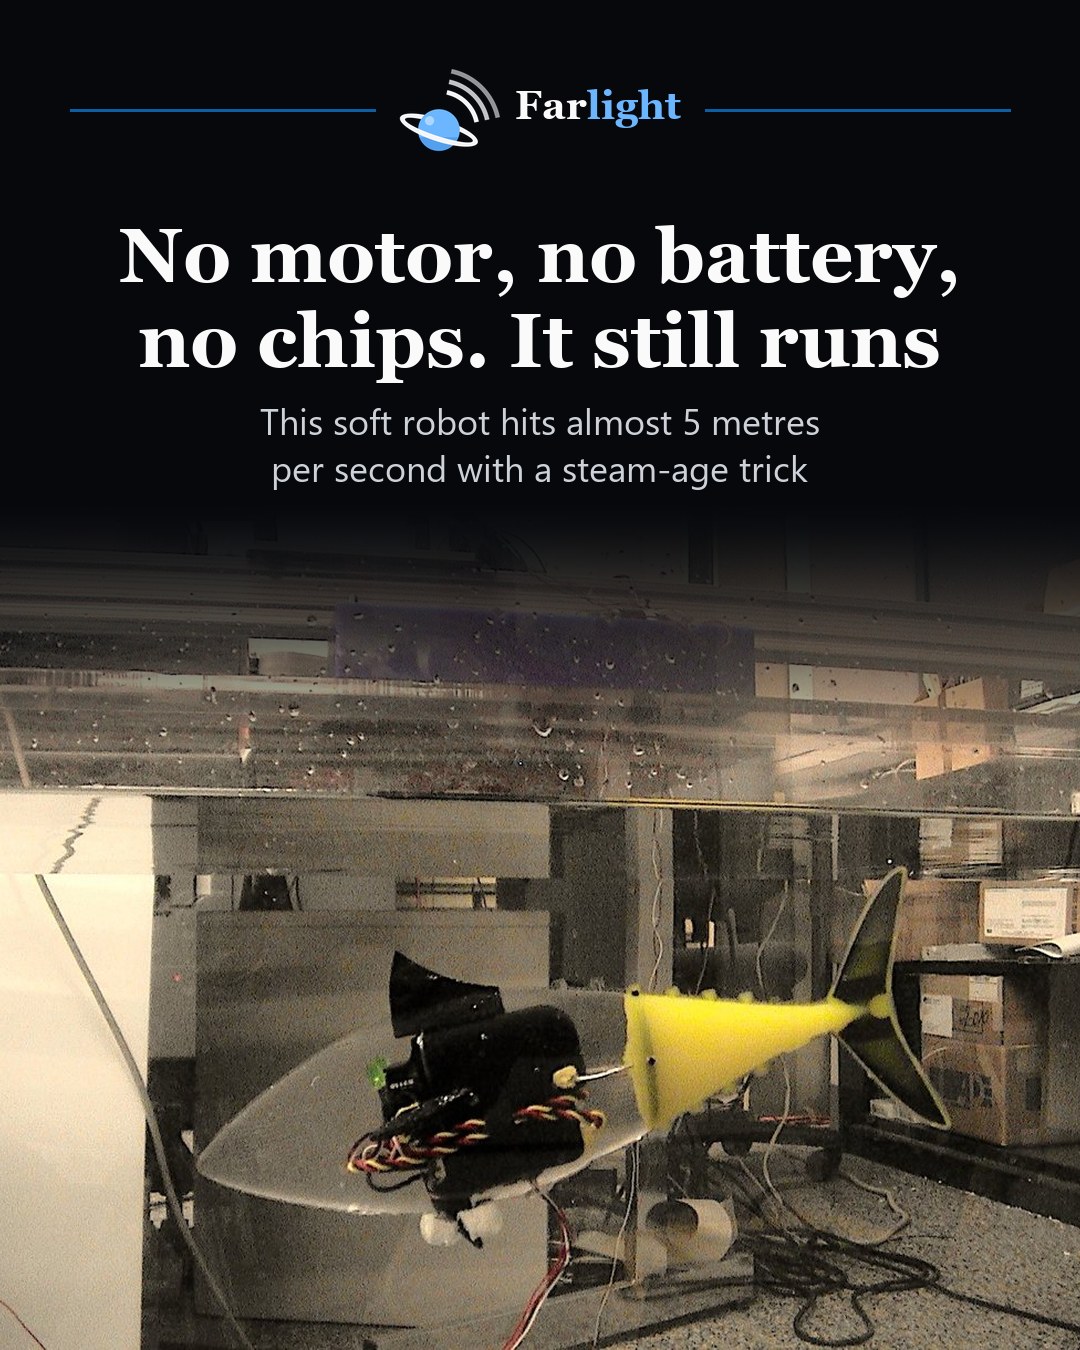 Farlight
No motor, no battery,
no chips. It still runs
This soft robot hits almost 5 metres
per second with a steam-age trick